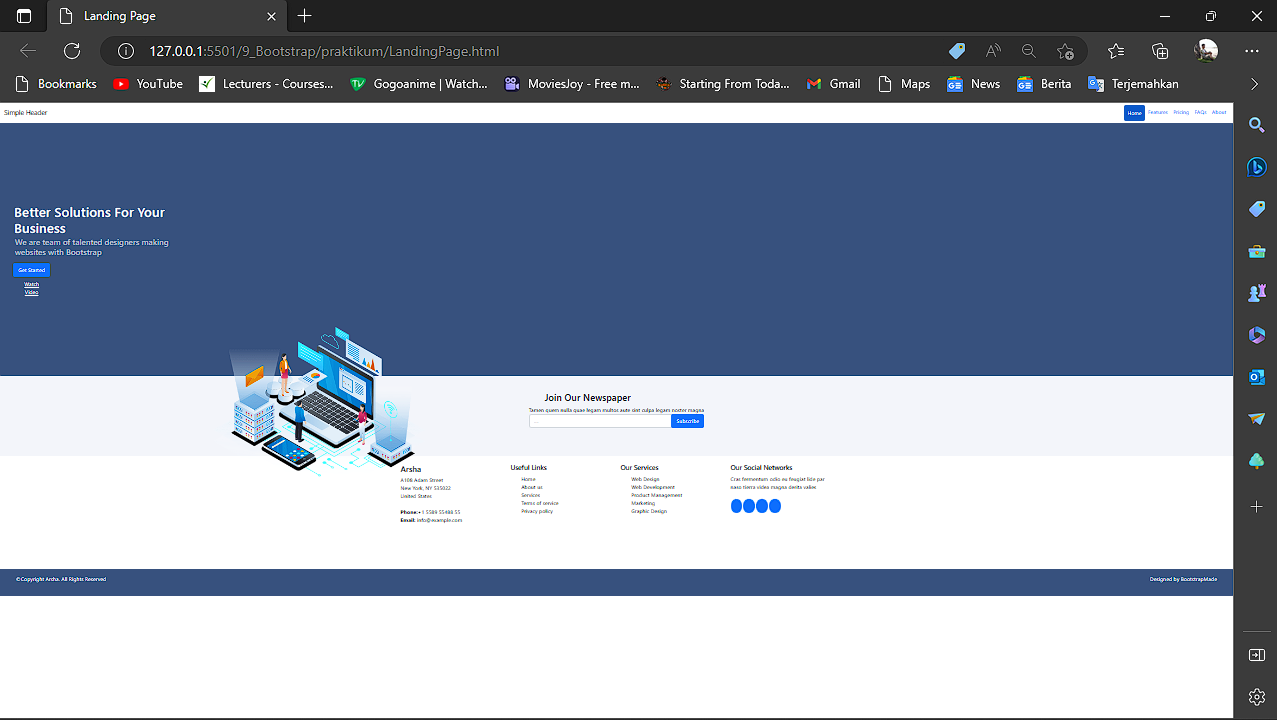 Landing Page
127.0.0.1:5501/9_Bootstrap/praktikum/LandingPage.html
Bookmarks YouTube Lecturers - Courses... Gogoanime | Watch... MoviesJoy - Free m... Starting From Toda... Gmail Maps News Berita Terjemahkan
Simple Header Home Features Pricing FAQs About
Better Solutions For Your
Business
We are team of talented designers making
websites with Bootstrap
Get Started
Watch
Video
Join Our Newspaper
Tamen quem nulla quae legam multos aute sint culpa legam noster magna
Subscribe
Arsha
A108 Adam Street
New York, NY 535022
United States
Phone:+1 5589 55488 55
Email: info@example.com
Useful Links
Home
About us
Services
Terms of service
Privacy policy
Our Services
Web Design
Web Development
Product Management
Marketing
Graphic Design
Our Social Networks
Cras fermentum odio eu feugiat lide par
naso tierra videa magna derita valies
©Copyright Arsha. All Rights Reserved
Designed by BootstrapMade